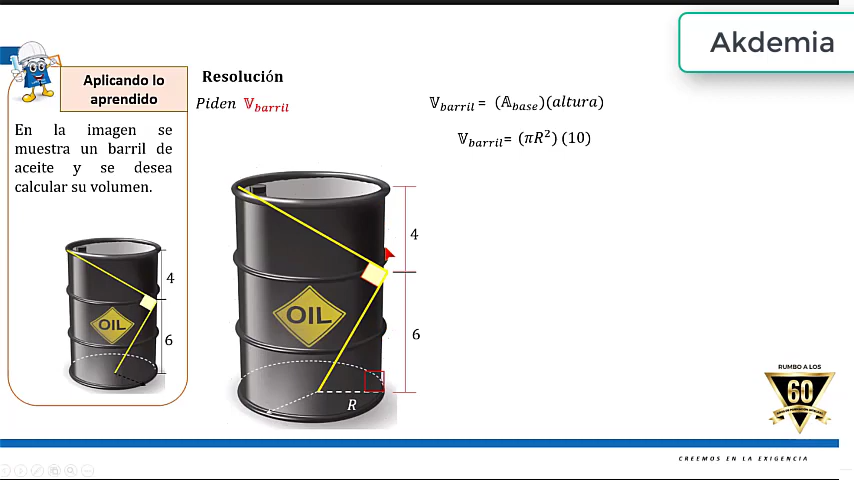 Akdemia
Aplicando lo
aprendido
En la imagen se
muestra un barril de
aceite y se desea
calcular su volumen.
4
OIL
6
Resolución
Piden 𝕍barril
4
OIL
6
R
𝕍barril = (𝔸base)(altura)
𝕍barril= (πR²) (10)
RUMBO A LOS
60
CREEMOS EN LA EXIGENCIA